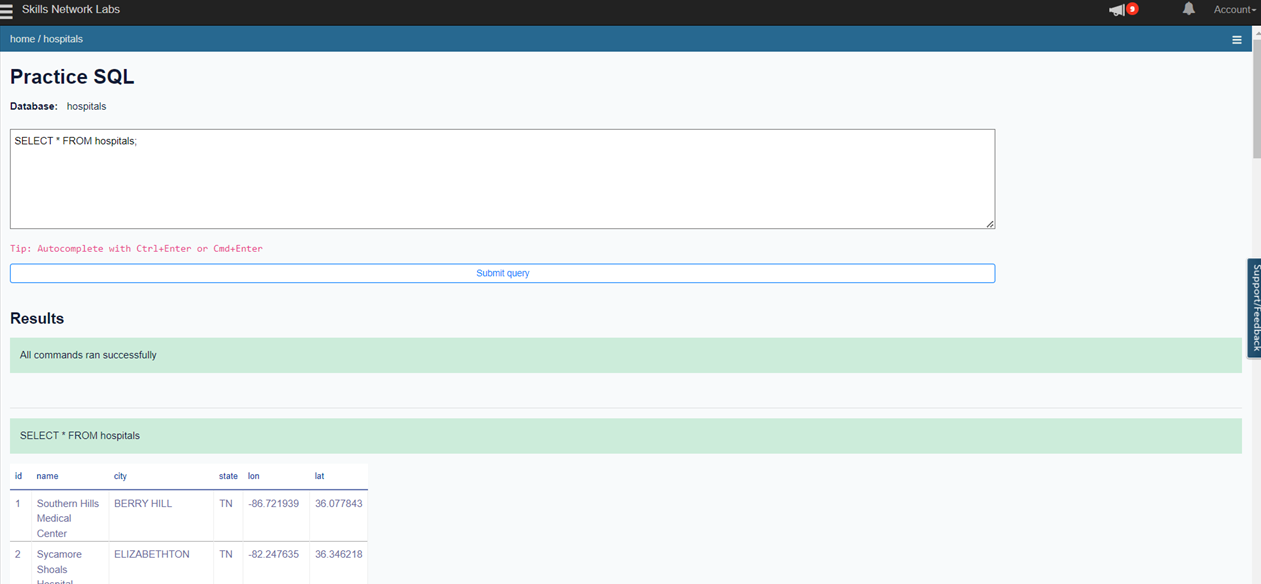 Skills Network Labs
9
Account
home / hospitals
Practice SQL
Database: hospitals
SELECT * FROM hospitals;
Tip: Autocomplete with Ctrl+Enter or Cmd+Enter
Submit query
Support/Feedback
Results
All commands ran successfully
SELECT * FROM hospitals
id name city state lon lat
1 Southern Hills BERRY HILL TN -86.721939 36.077843
Medical
Center
2 Sycamore ELIZABETHTON TN -82.247635 36.346218
Shoals
Hospital